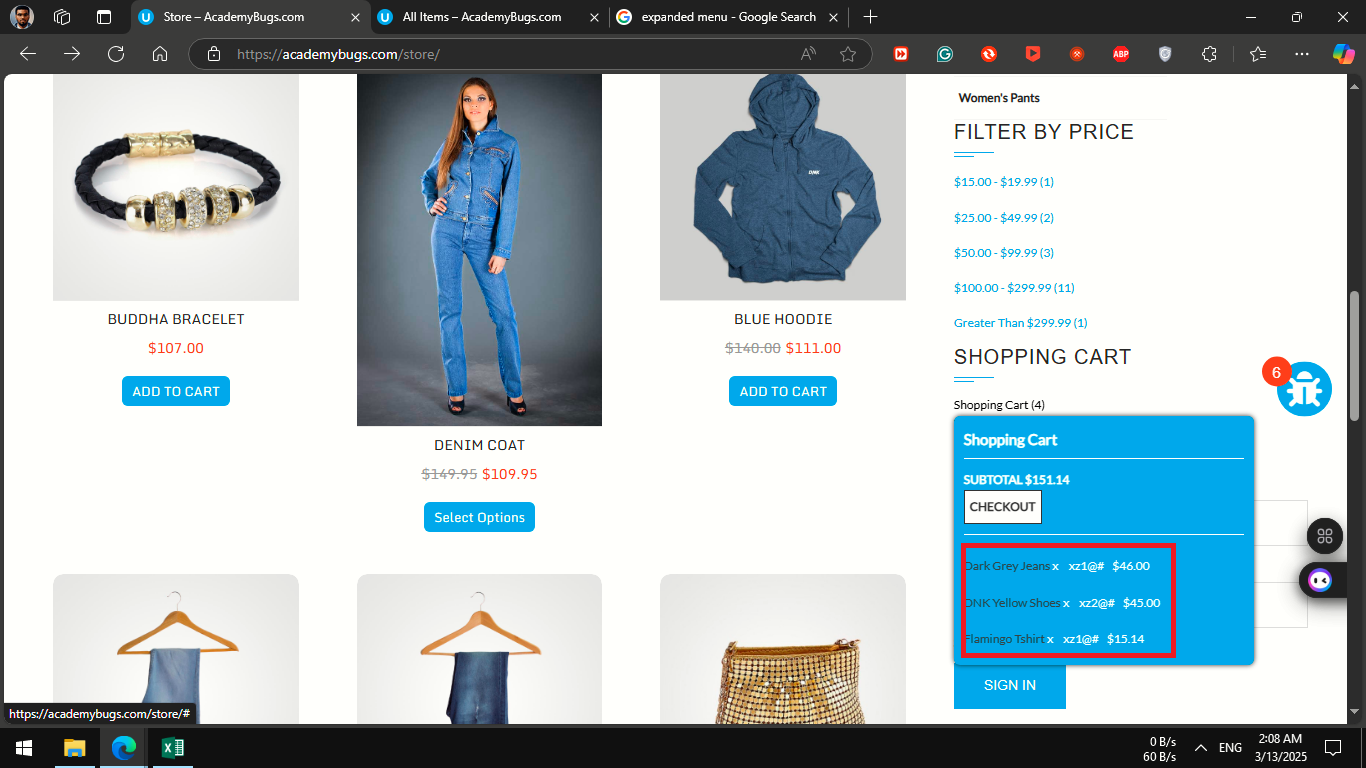 Store – AcademyBugs.com
All Items – AcademyBugs.com
expanded menu - Google Search
https://academybugs.com/store/
ABP
Women's Pants
FILTER BY PRICE
$15.00 - $19.99 (1)
$25.00 - $49.99 (2)
$50.00 - $99.99 (3)
$100.00 - $299.99 (11)
Greater Than $299.99 (1)
DNK
BUDDHA BRACELET
$107.00
ADD TO CART
DENIM COAT
$149.95 $109.95
Select Options
BLUE HOODIE
$140.00 $111.00
ADD TO CART
SHOPPING CART
6
Shopping Cart (4)
Shopping Cart
SUBTOTAL $151.14
CHECKOUT
Dark Grey Jeans x xz1@# $46.00
DNK Yellow Shoes x xz2@# $45.00
Flamingo Tshirt x xz1@# $15.14
SIGN IN
https://academybugs.com/store/#
0 B/s
60 B/s
ENG
2:08 AM
3/13/2025